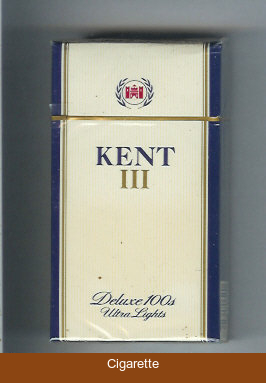 KENT
III
Deluxe 100s
Ultra Lights
Cigarette